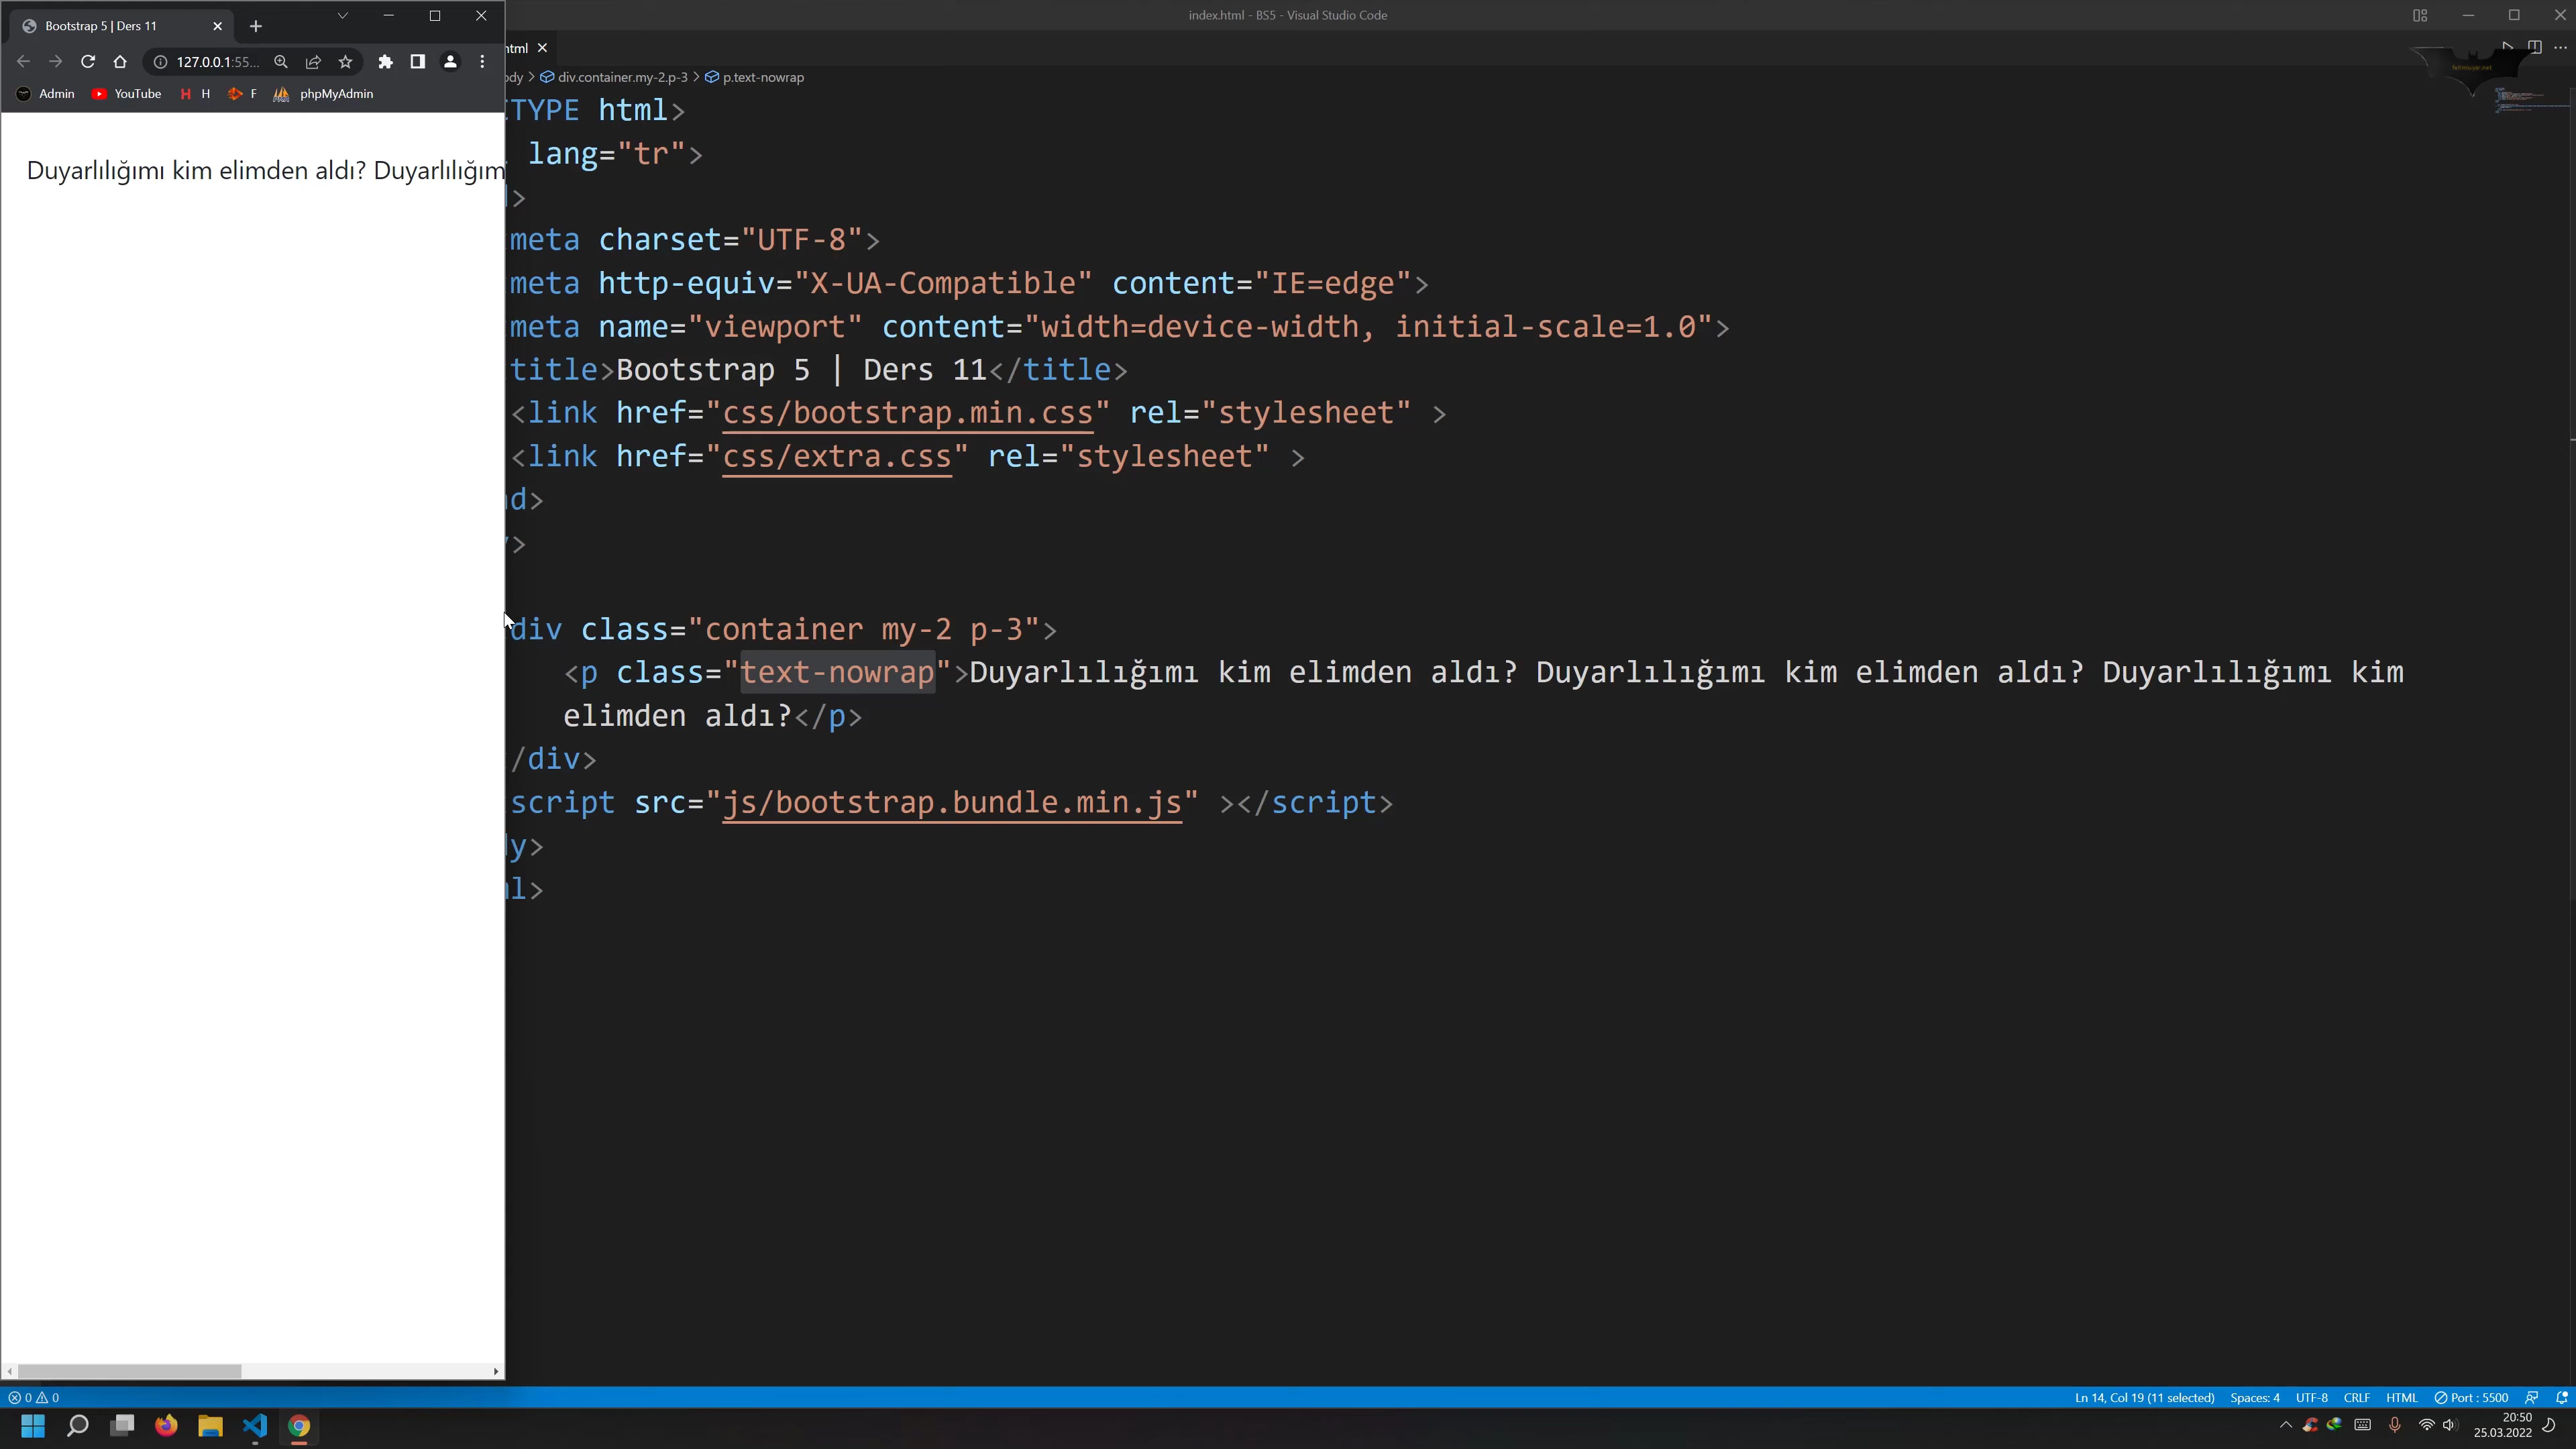 Bootstrap 5 | Ders 11
index.html - BS5 - Visual Studio Code
127.0.0.1:55...
Admin YouTube H F phpMyAdmin
div.container.my-2.p-3 > p.text-nowrap
Duyarlılığımı kim elimden aldı? Duyarlılığım
TYPE html>
lang="tr">
>
meta charset="UTF-8">
meta http-equiv="X-UA-Compatible" content="IE=edge">
meta name="viewport" content="width=device-width, initial-scale=1.0">
title>Bootstrap 5 | Ders 11</title>
<link href="css/bootstrap.min.css" rel="stylesheet" >
<link href="css/extra.css" rel="stylesheet" >
d>
>
div class="container my-2 p-3">
<p class="text-nowrap">Duyarlılığımı kim elimden aldı? Duyarlılığımı kim elimden aldı? Duyarlılığımı kim
elimden aldı?</p>
/div>
script src="js/bootstrap.bundle.min.js" ></script>
y>
l>
0 0
Ln 14, Col 19 (11 selected) Spaces: 4 UTF-8 CRLF HTML Port : 5500
20:50
25.03.2022